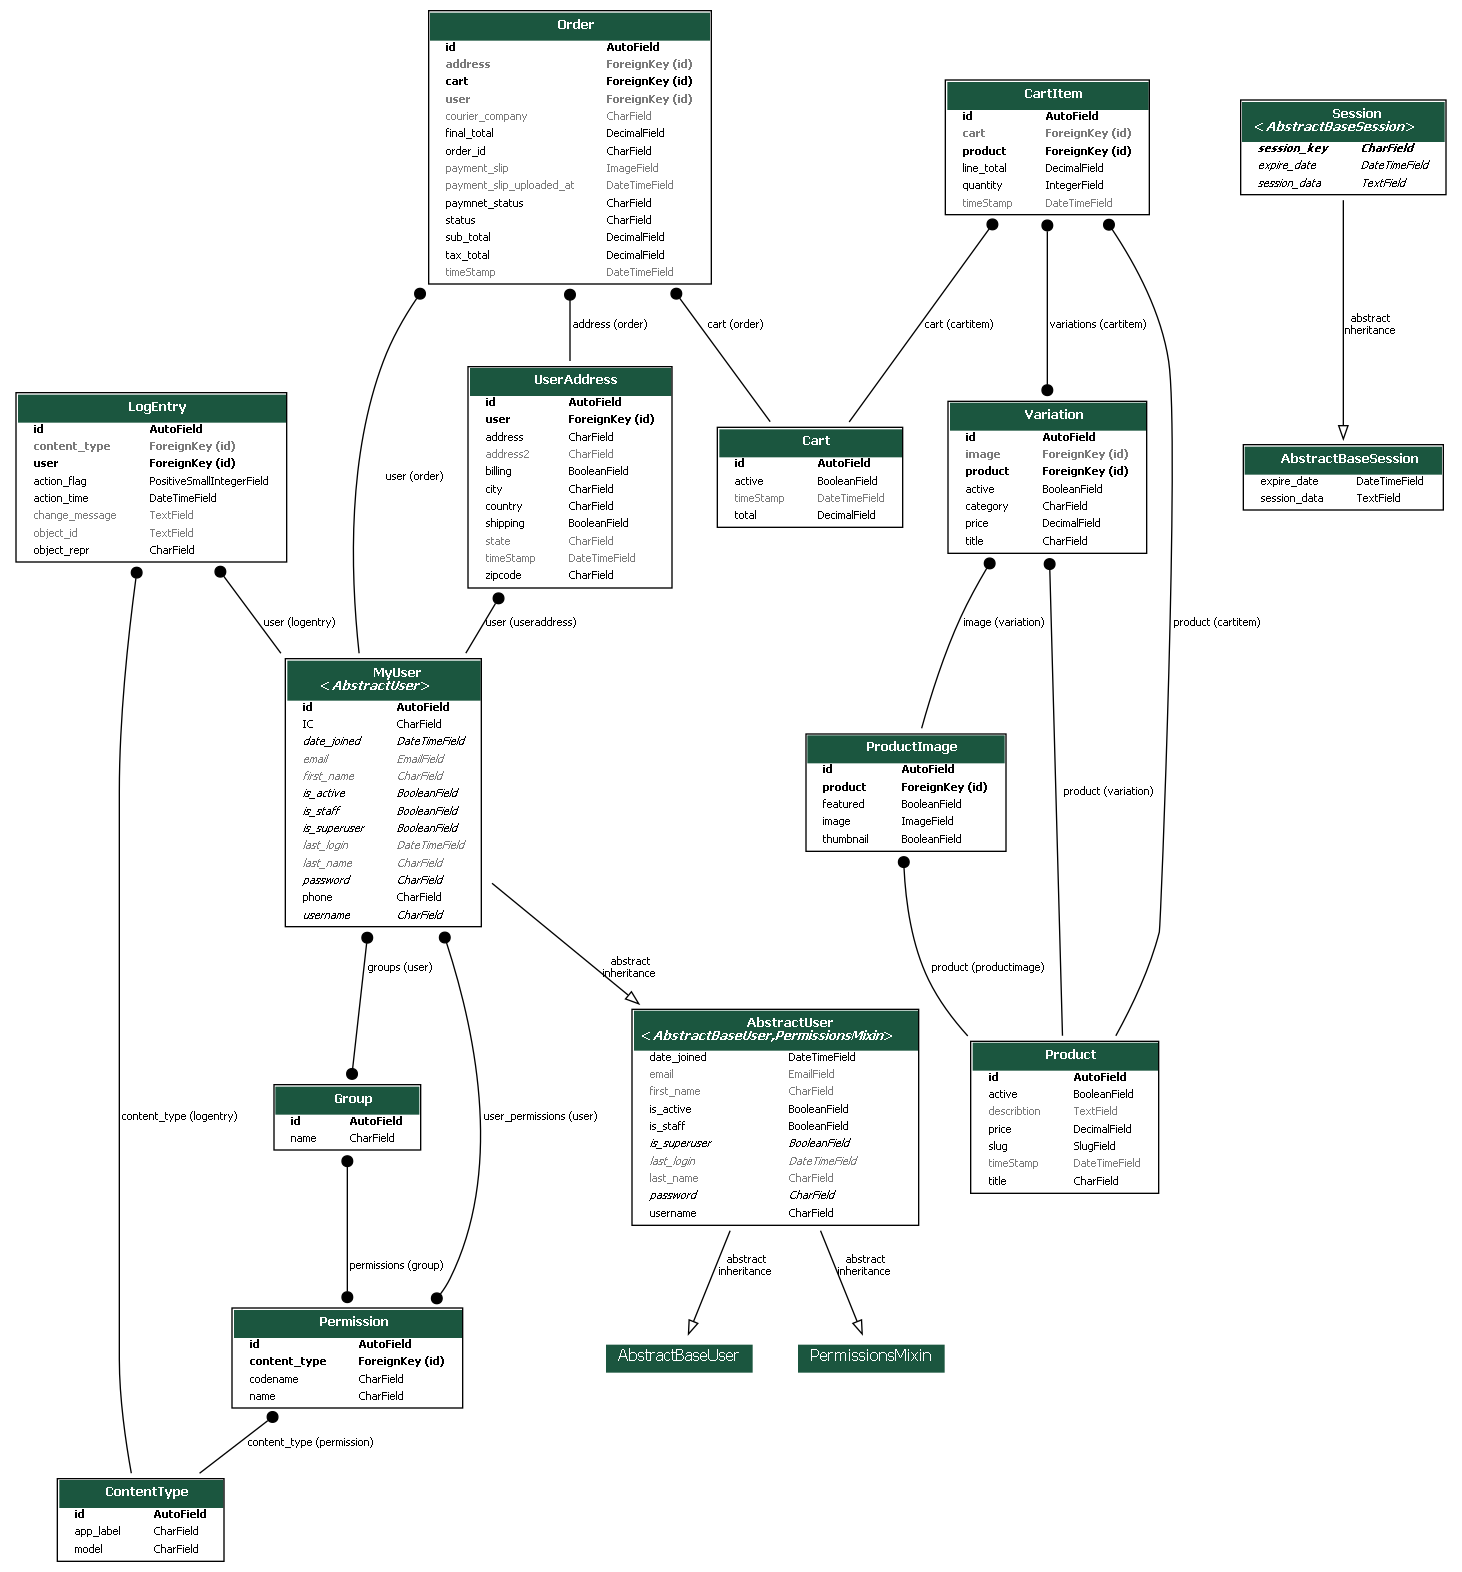 Order
id AutoField
address ForeignKey (id)
cart ForeignKey (id)
user ForeignKey (id)
courier_company CharField
final_total DecimalField
order_id CharField
payment_slip ImageField
payment_slip_uploaded_at DateTimeField
paymnet_status CharField
status CharField
sub_total DecimalField
tax_total DecimalField
timeStamp DateTimeField
CartItem
id AutoField
cart ForeignKey (id)
product ForeignKey (id)
line_total DecimalField
quantity IntegerField
timeStamp DateTimeField
Session
<AbstractBaseSession>
session_key CharField
expire_date DateTimeField
session_data TextField
address (order)
cart (order)
cart (cartitem)
variations (cartitem)
abstract
inheritance
user (order)
LogEntry
id AutoField
content_type ForeignKey (id)
user ForeignKey (id)
action_flag PositiveSmallIntegerField
action_time DateTimeField
change_message TextField
object_id TextField
object_repr CharField
UserAddress
id AutoField
user ForeignKey (id)
address CharField
address2 CharField
billing BooleanField
city CharField
country CharField
shipping BooleanField
state CharField
timeStamp DateTimeField
zipcode CharField
Cart
id AutoField
active BooleanField
timeStamp DateTimeField
total DecimalField
Variation
id AutoField
image ForeignKey (id)
product ForeignKey (id)
active BooleanField
category CharField
price DecimalField
title CharField
AbstractBaseSession
expire_date DateTimeField
session_data TextField
user (logentry)
user (useraddress)
image (variation)
product (cartitem)
MyUser
<AbstractUser>
id AutoField
IC CharField
date_joined DateTimeField
email EmailField
first_name CharField
is_active BooleanField
is_staff BooleanField
is_superuser BooleanField
last_login DateTimeField
last_name CharField
password CharField
phone CharField
username CharField
ProductImage
id AutoField
product ForeignKey (id)
featured BooleanField
image ImageField
thumbnail BooleanField
product (variation)
groups (user)
abstract
inheritance
product (productimage)
AbstractUser
<AbstractBaseUser,PermissionsMixin>
date_joined DateTimeField
email EmailField
first_name CharField
is_active BooleanField
is_staff BooleanField
is_superuser BooleanField
last_login DateTimeField
last_name CharField
password CharField
username CharField
Product
id AutoField
active BooleanField
describtion TextField
price DecimalField
slug SlugField
timeStamp DateTimeField
title CharField
Group
id AutoField
name CharField
content_type (logentry)
user_permissions (user)
permissions (group)
abstract
inheritance
abstract
inheritance
Permission
id AutoField
content_type ForeignKey (id)
codename CharField
name CharField
AbstractBaseUser
PermissionsMixin
content_type (permission)
ContentType
id AutoField
app_label CharField
model CharField